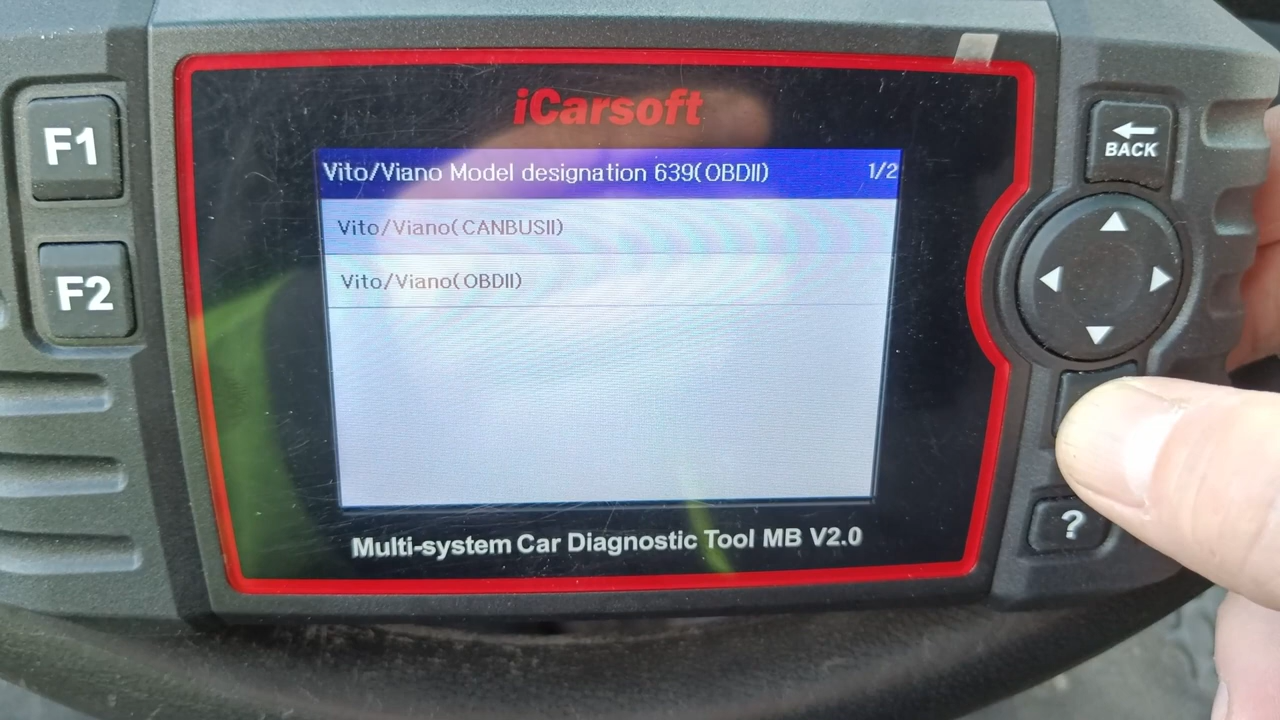 iCarsoft
F1
F2
BACK
Vito/Viano Model designation 639(OBDII) 1/2
Vito/Viano(CANBUSII)
Vito/Viano(OBDII)
Multi-system Car Diagnostic Tool MB V2.0
?